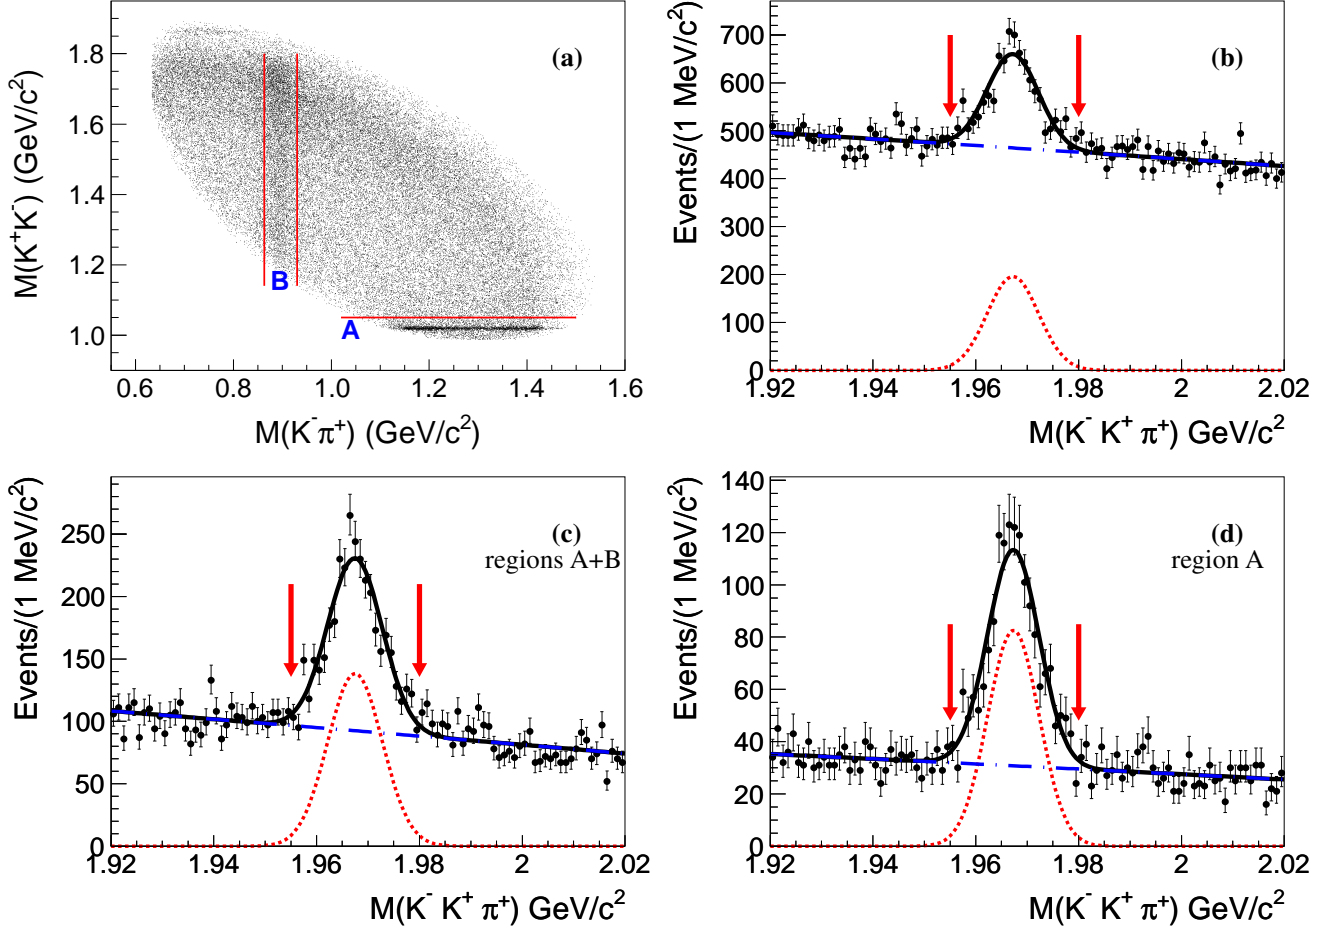 M(K⁺K⁻) (GeV/c²)
1.8
1.6
1.4
1.2
1.0
(a)
B
A
0.6 0.8 1.0 1.2 1.4 1.6
M(K⁻π⁺) (GeV/c²)
Events/(1 MeV/c²)
700
600
500
400
300
200
100
0
(b)
1.92 1.94 1.96 1.98 2 2.02
M(K⁻ K⁺ π⁺) GeV/c²
Events/(1 MeV/c²)
250
200
150
100
50
0
(c)
regions A+B
1.92 1.94 1.96 1.98 2 2.02
M(K⁻ K⁺ π⁺) GeV/c²
Events/(1 MeV/c²)
140
120
100
80
60
40
20
0
(d)
region A
1.92 1.94 1.96 1.98 2 2.02
M(K⁻ K⁺ π⁺) GeV/c²